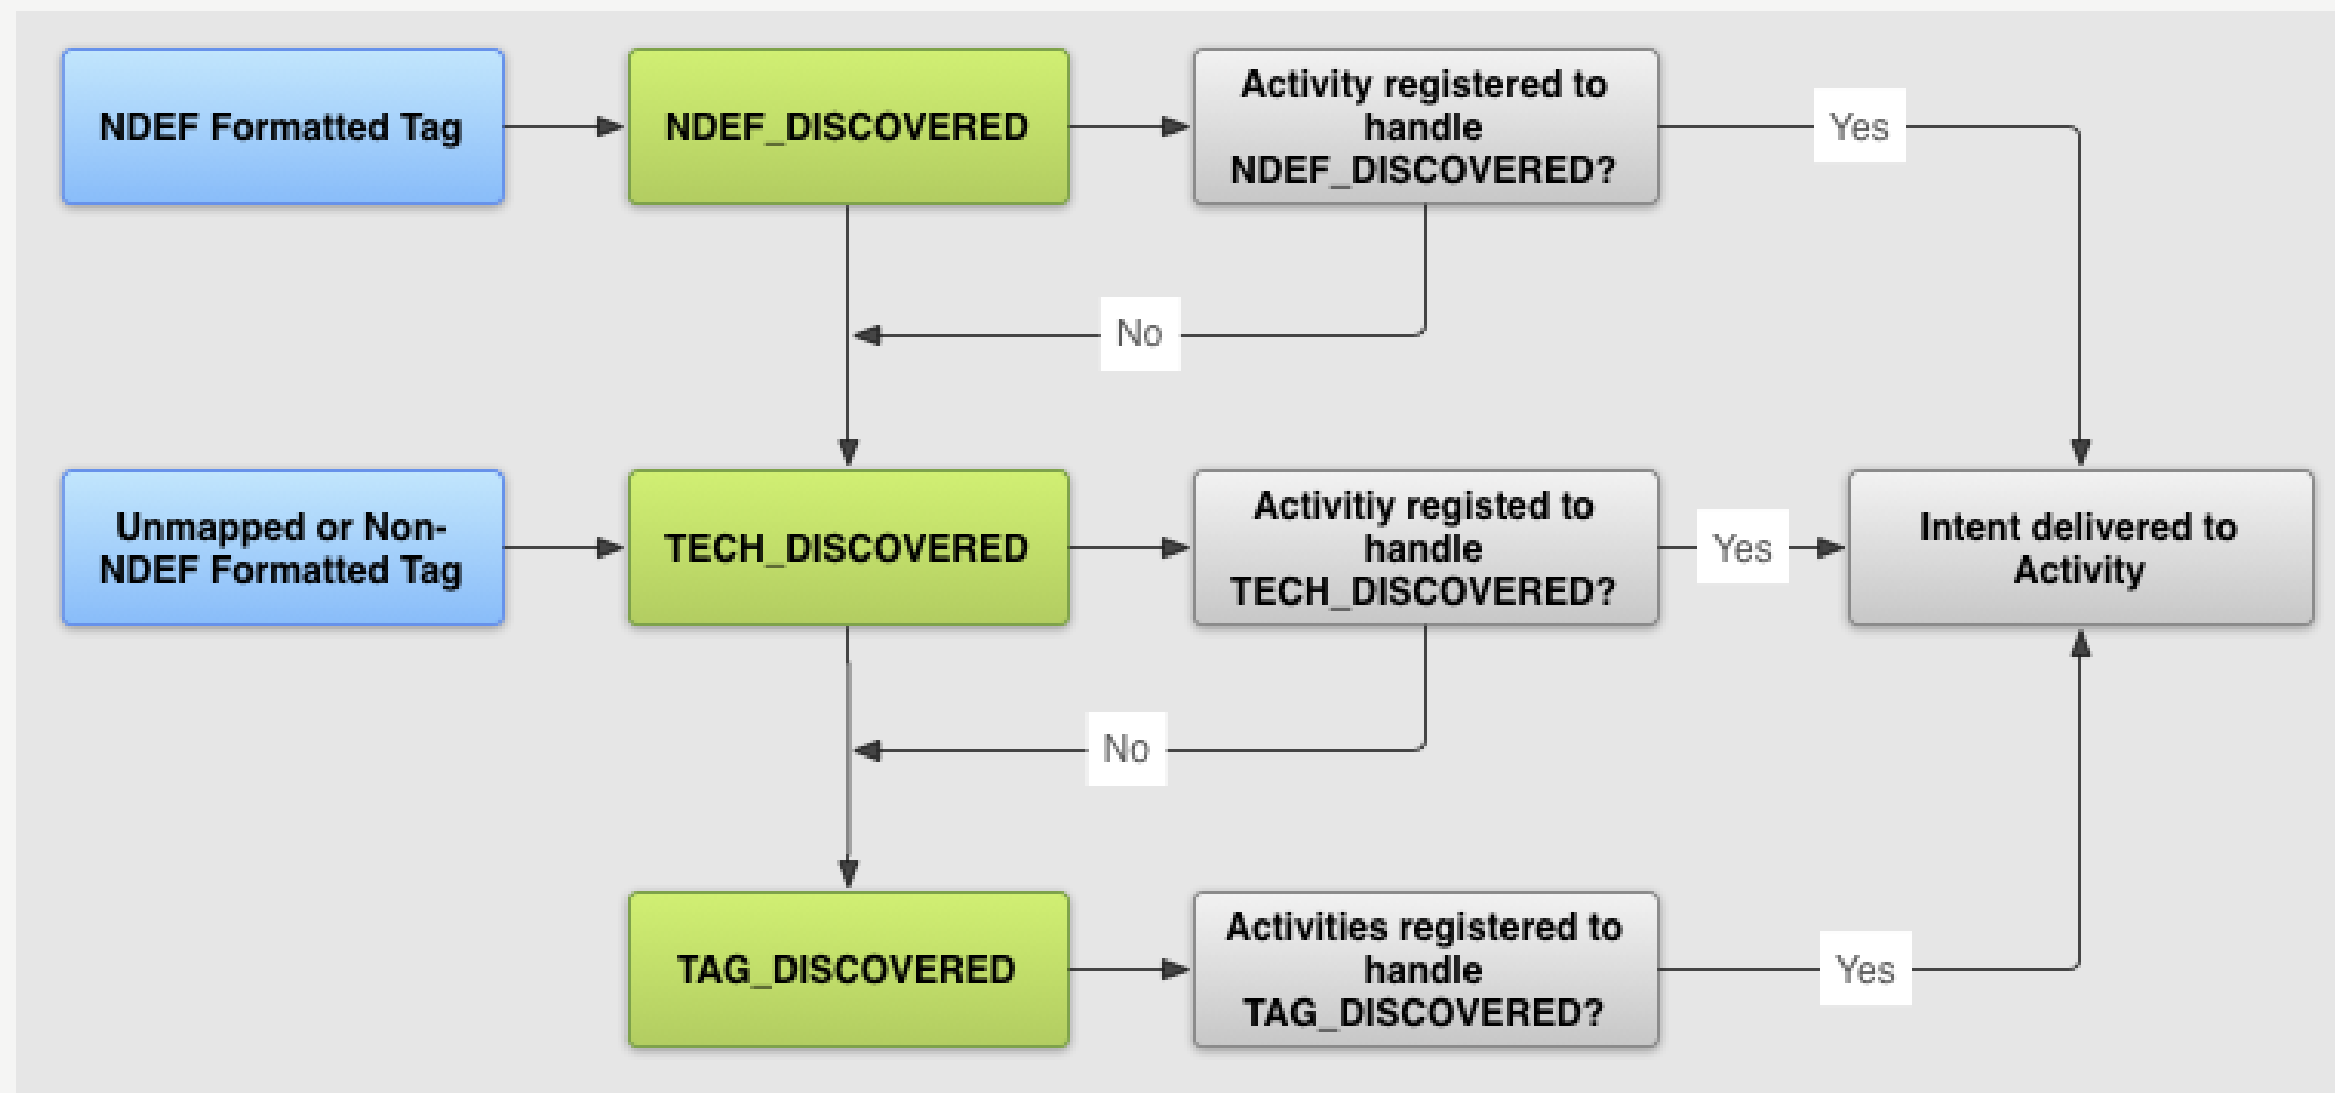 NDEF Formatted Tag
NDEF_DISCOVERED
Activity registered to
handle
NDEF_DISCOVERED?
Yes
No
Unmapped or Non-
NDEF Formatted Tag
TECH_DISCOVERED
Activitiy registed to
handle
TECH_DISCOVERED?
Yes
Intent delivered to
Activity
No
TAG_DISCOVERED
Activities registered to
handle
TAG_DISCOVERED?
Yes